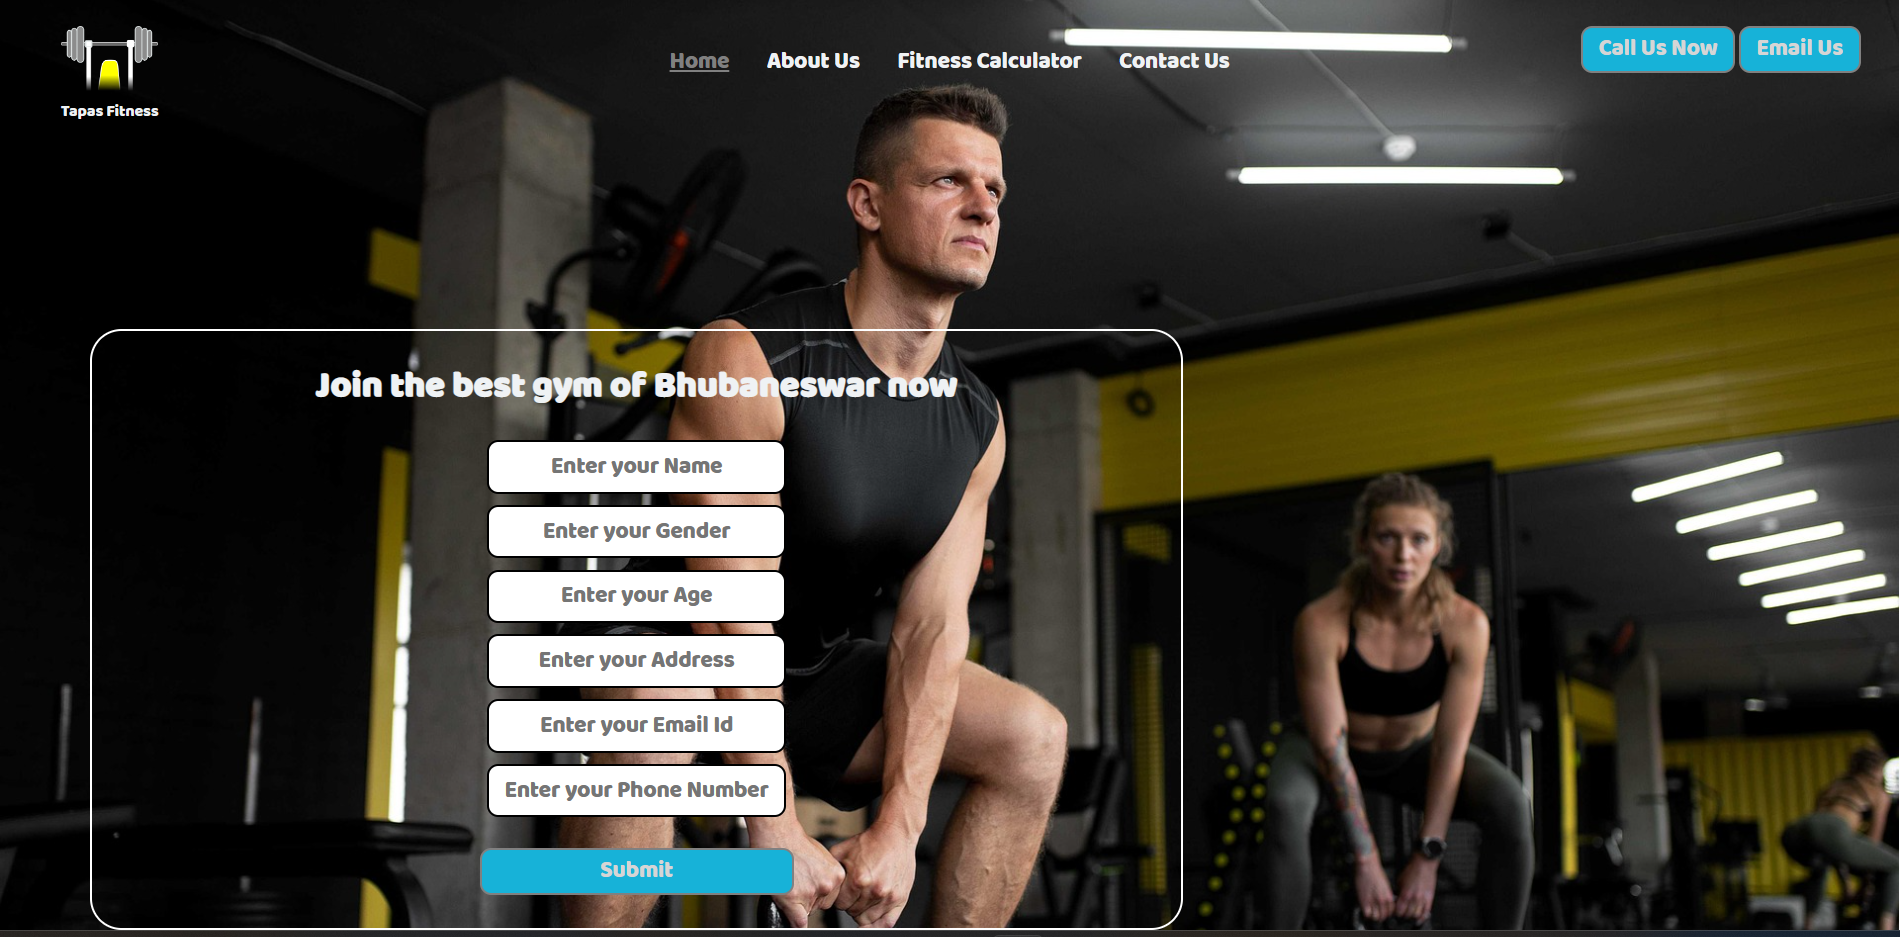 Tapas Fitness
Home
About Us
Fitness Calculator
Contact Us
Call Us Now
Email Us
Join the best gym of Bhubaneswar now
Enter your Name
Enter your Gender
Enter your Age
Enter your Address
Enter your Email Id
Enter your Phone Number
Submit